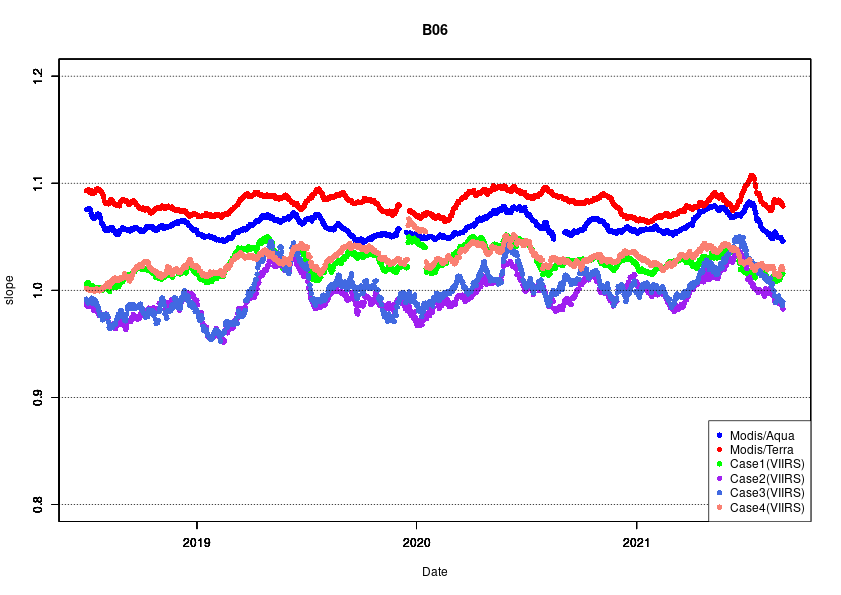 B06
slope
1.2
1.1
1.0
0.9
0.8
2019 2020 2021
Date
Modis/Aqua
Modis/Terra
Case1(VIIRS)
Case2(VIIRS)
Case3(VIIRS)
Case4(VIIRS)